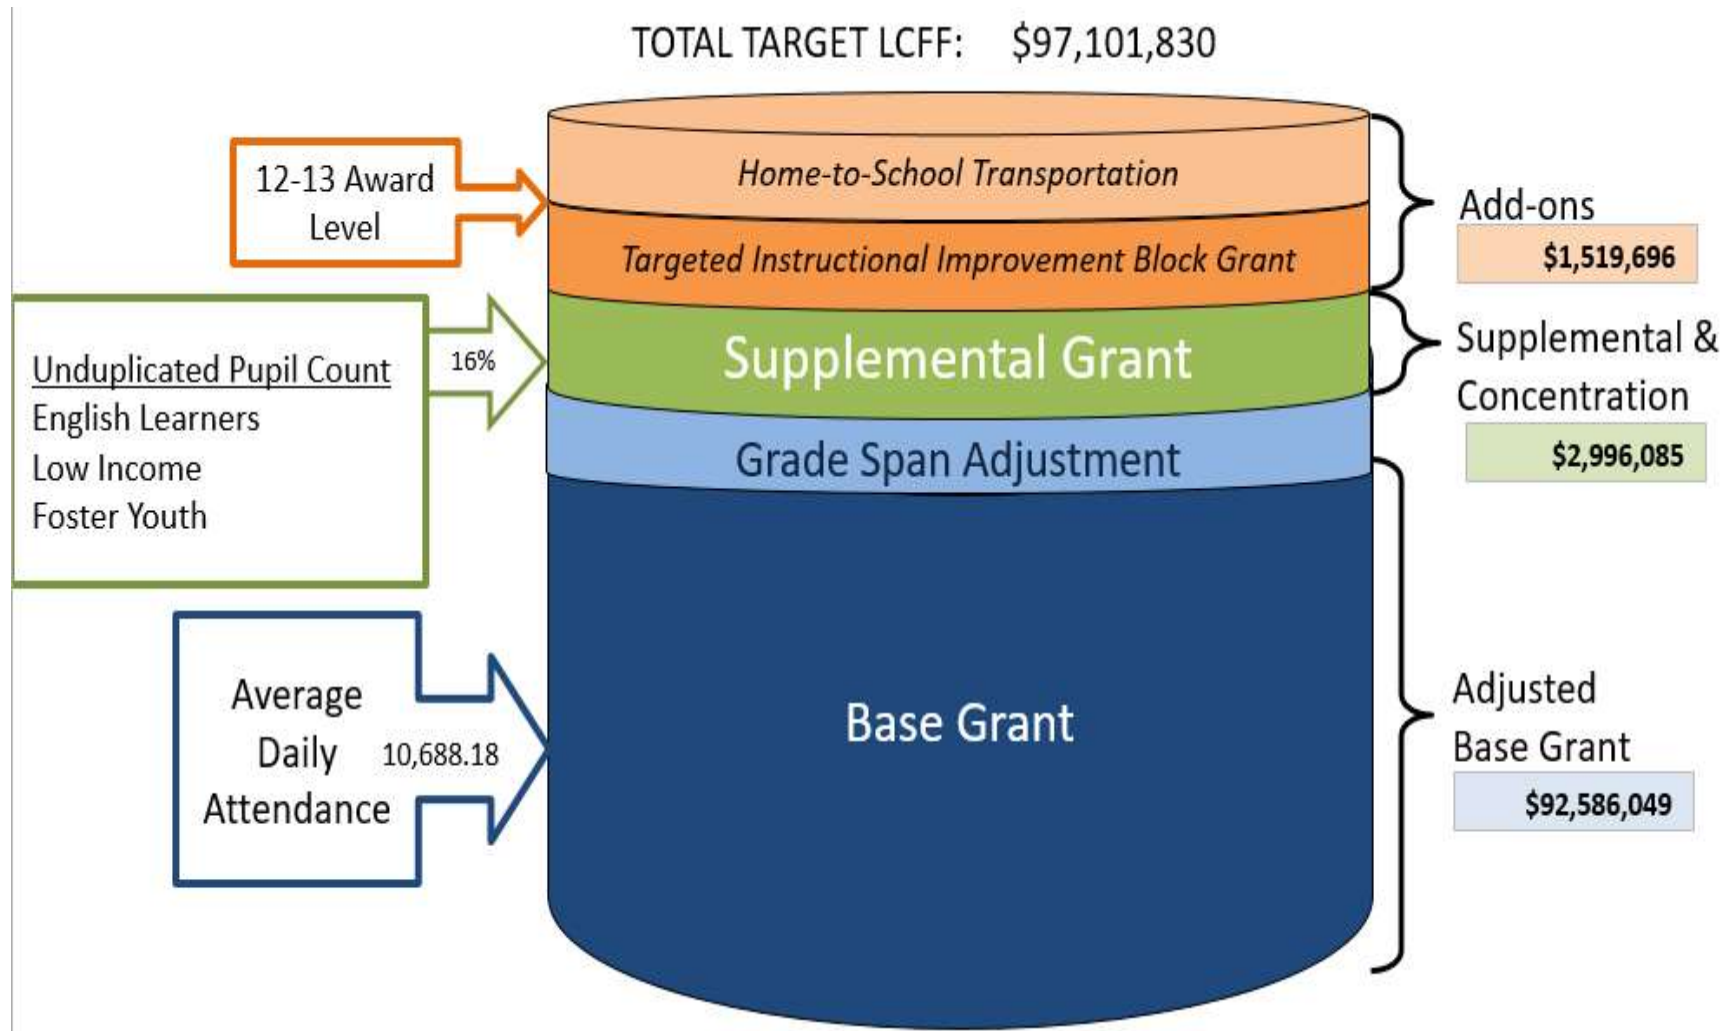 TOTAL TARGET LCFF: $97,101,830
12-13 Award
Level
Home-to-School Transportation
Targeted Instructional Improvement Block Grant
Add-ons
$1,519,696
Unduplicated Pupil Count
English Learners
Low Income
Foster Youth
16%
Supplemental Grant
Supplemental &
Concentration
$2,996,085
Grade Span Adjustment
Average
Daily
Attendance
10,688.18
Base Grant
Adjusted
Base Grant
$92,586,049